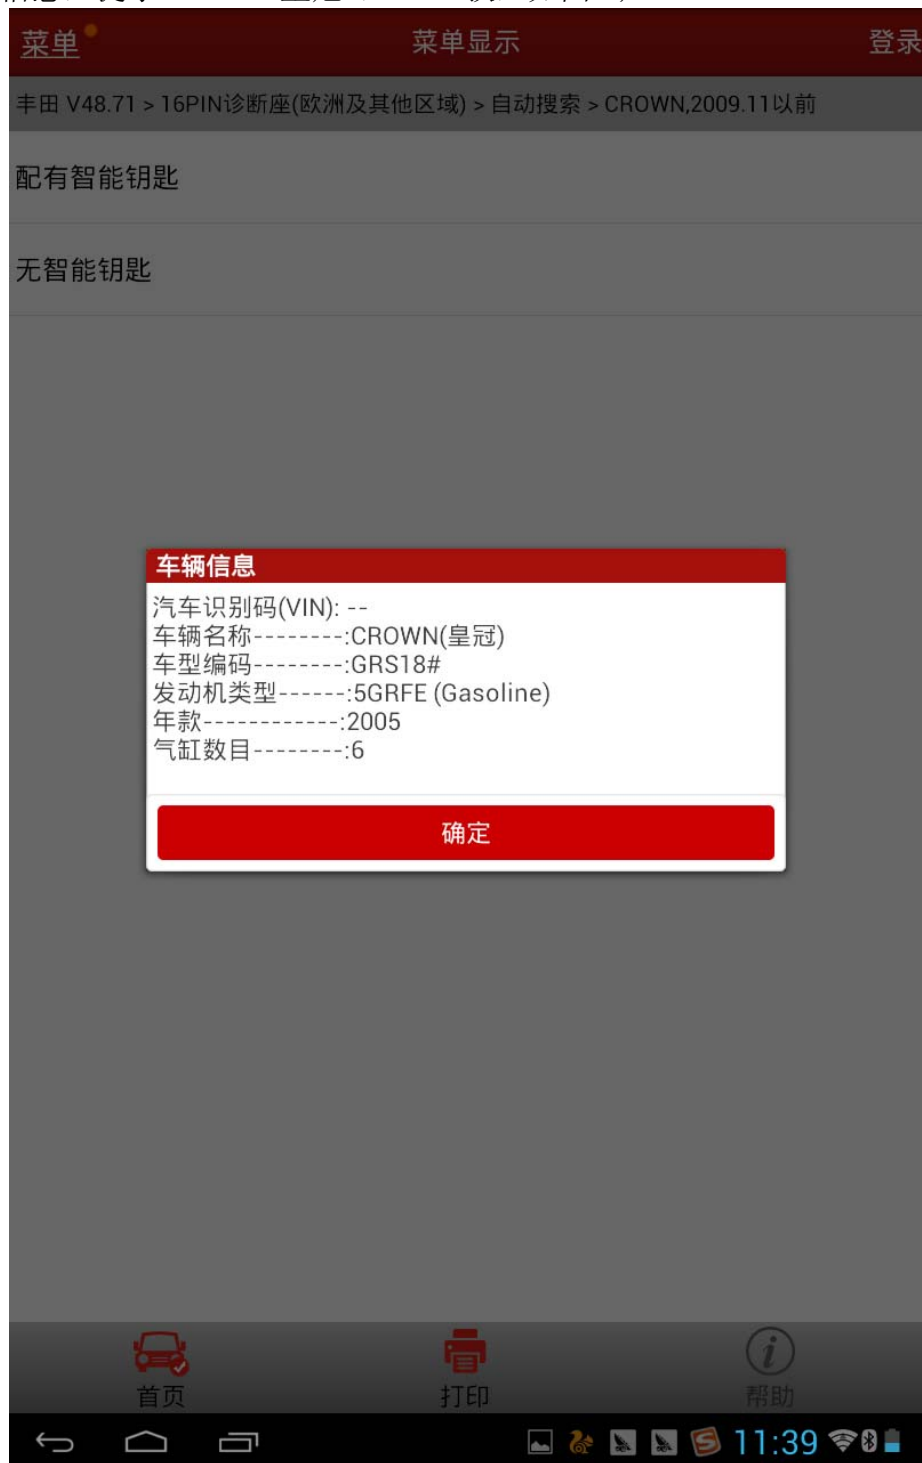 菜单
菜单显示
登录
丰田 V48.71 > 16PIN诊断座(欧洲及其他区域) > 自动搜索 > CROWN,2009.11以前
配有智能钥匙
无智能钥匙
车辆信息
汽车识别码(VIN): --
车辆名称--------:CROWN(皇冠)
车型编码--------:GRS18#
发动机类型------:5GRFE (Gasoline)
年款------------:2005
气缸数目--------:6
确定
首页
打印
帮助
11:39